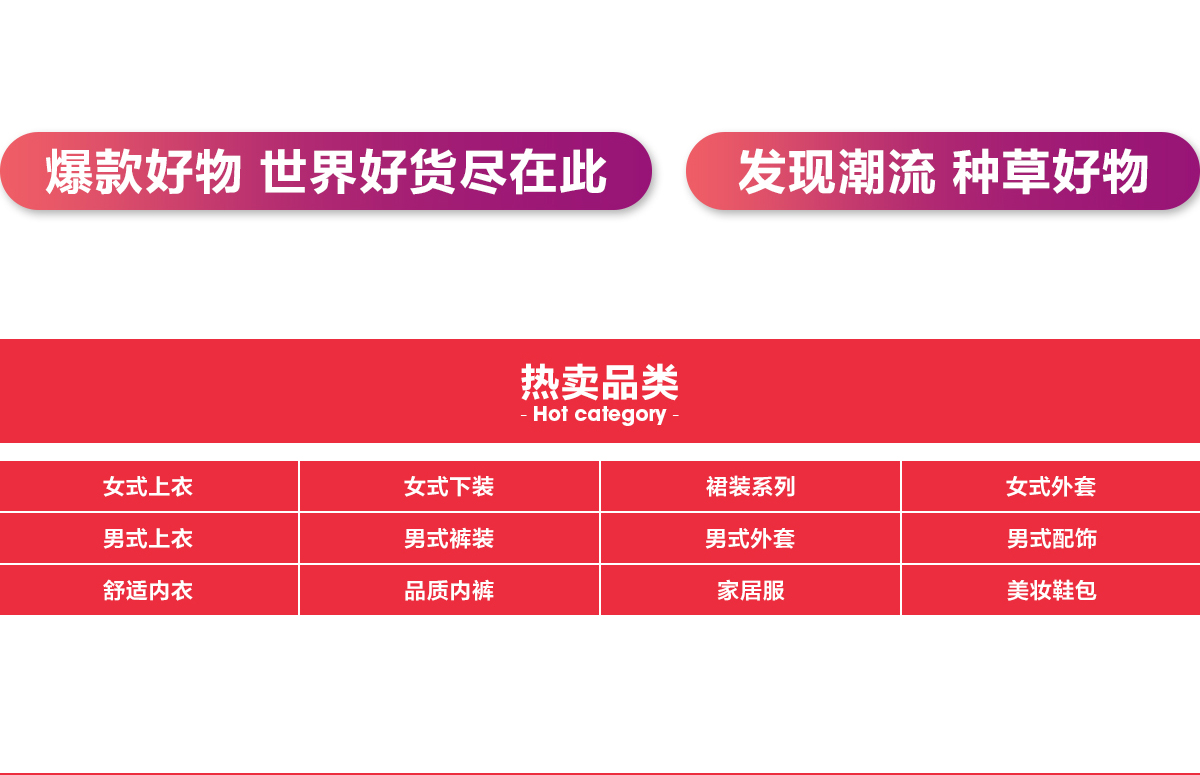 爆款好物 世界好货尽在此
发现潮流 种草好物
热卖品类
- Hot category -
女式上衣
女式下装
裙装系列
女式外套
男式上衣
男式裤装
男式外套
男式配饰
舒适内衣
品质内裤
家居服
美妆鞋包